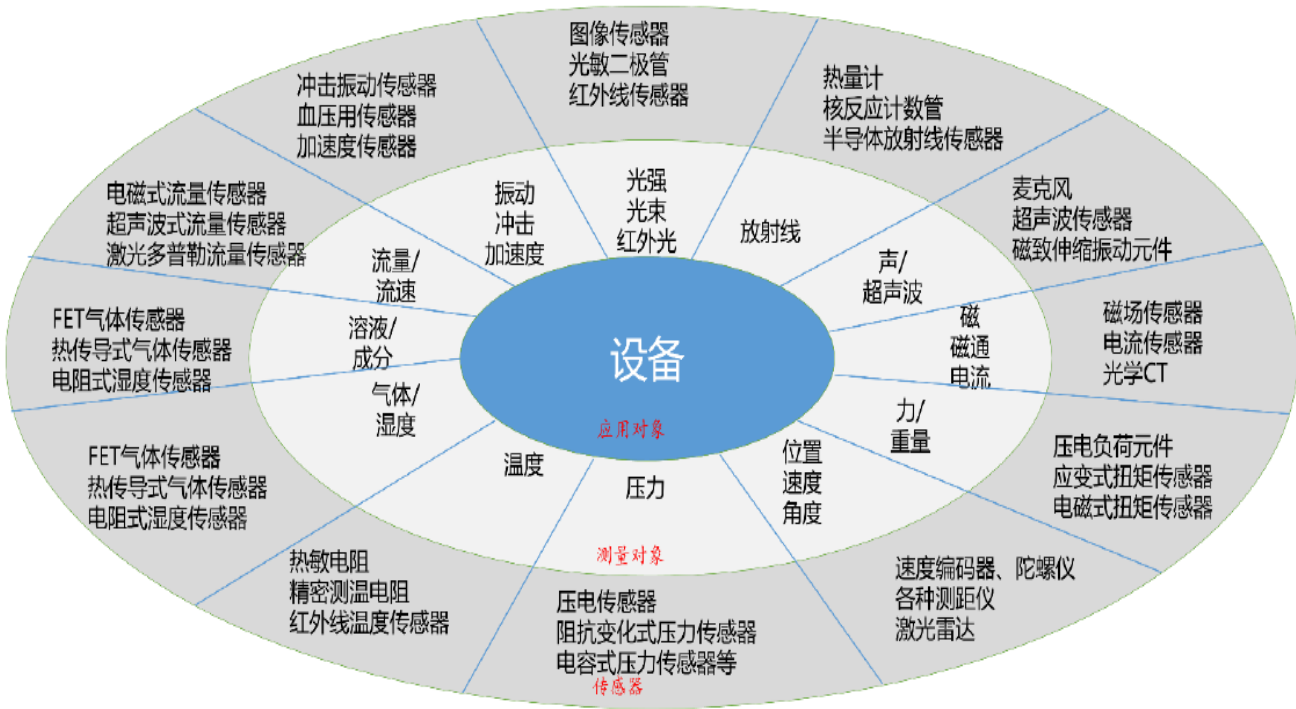 图像传感器
光敏二极管
红外线传感器
热量计
核反应计数管
半导体放射线传感器
麦克风
超声波传感器
磁致伸缩振动元件
磁场传感器
电流传感器
光学CT
压电负荷元件
应变式扭矩传感器
电磁式扭矩传感器
速度编码器、陀螺仪
各种测距仪
激光雷达
压电传感器
阻抗变化式压力传感器
电容式压力传感器等
传感器
热敏电阻
精密测温电阻
红外线温度传感器
FET气体传感器
热传导式气体传感器
电阻式湿度传感器
FET气体传感器
热传导式气体传感器
电阻式湿度传感器
电磁式流量传感器
超声波式流量传感器
激光多普勒流量传感器
冲击振动传感器
血压用传感器
加速度传感器
光强
光束
红外光
放射线
声/
超声波
磁
磁通
电流
力/
重量
位置
速度
角度
压力
测量对象
温度
气体/
湿度
溶液/
成分
流量/
流速
振动
冲击
加速度
设备
应用对象